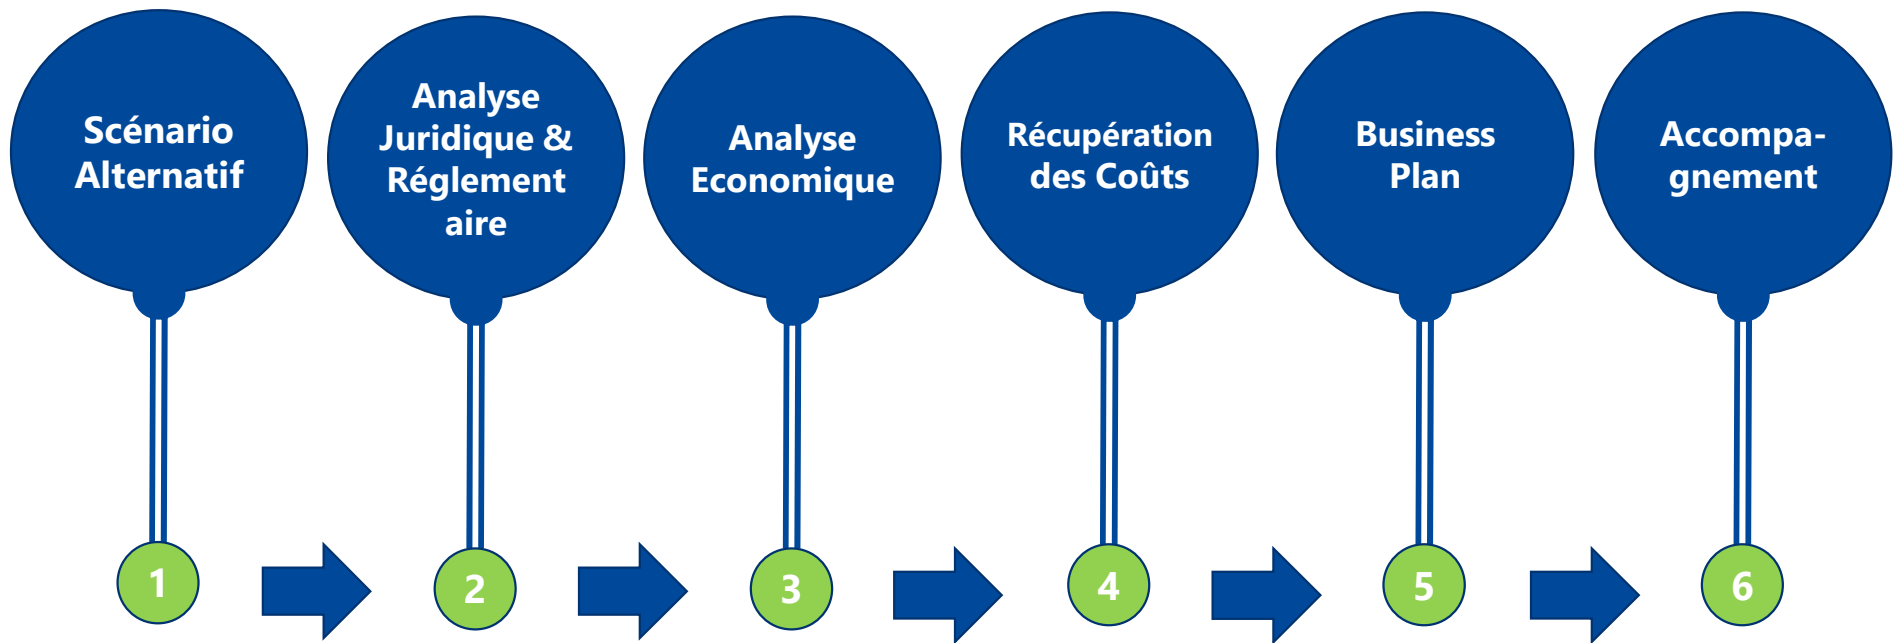 Scénario
Alternatif
Analyse
Juridique &
Réglement
aire
Analyse
Economique
Récupération
des Coûts
Business
Plan
Accompa-
gnement
1
2
3
4
5
6